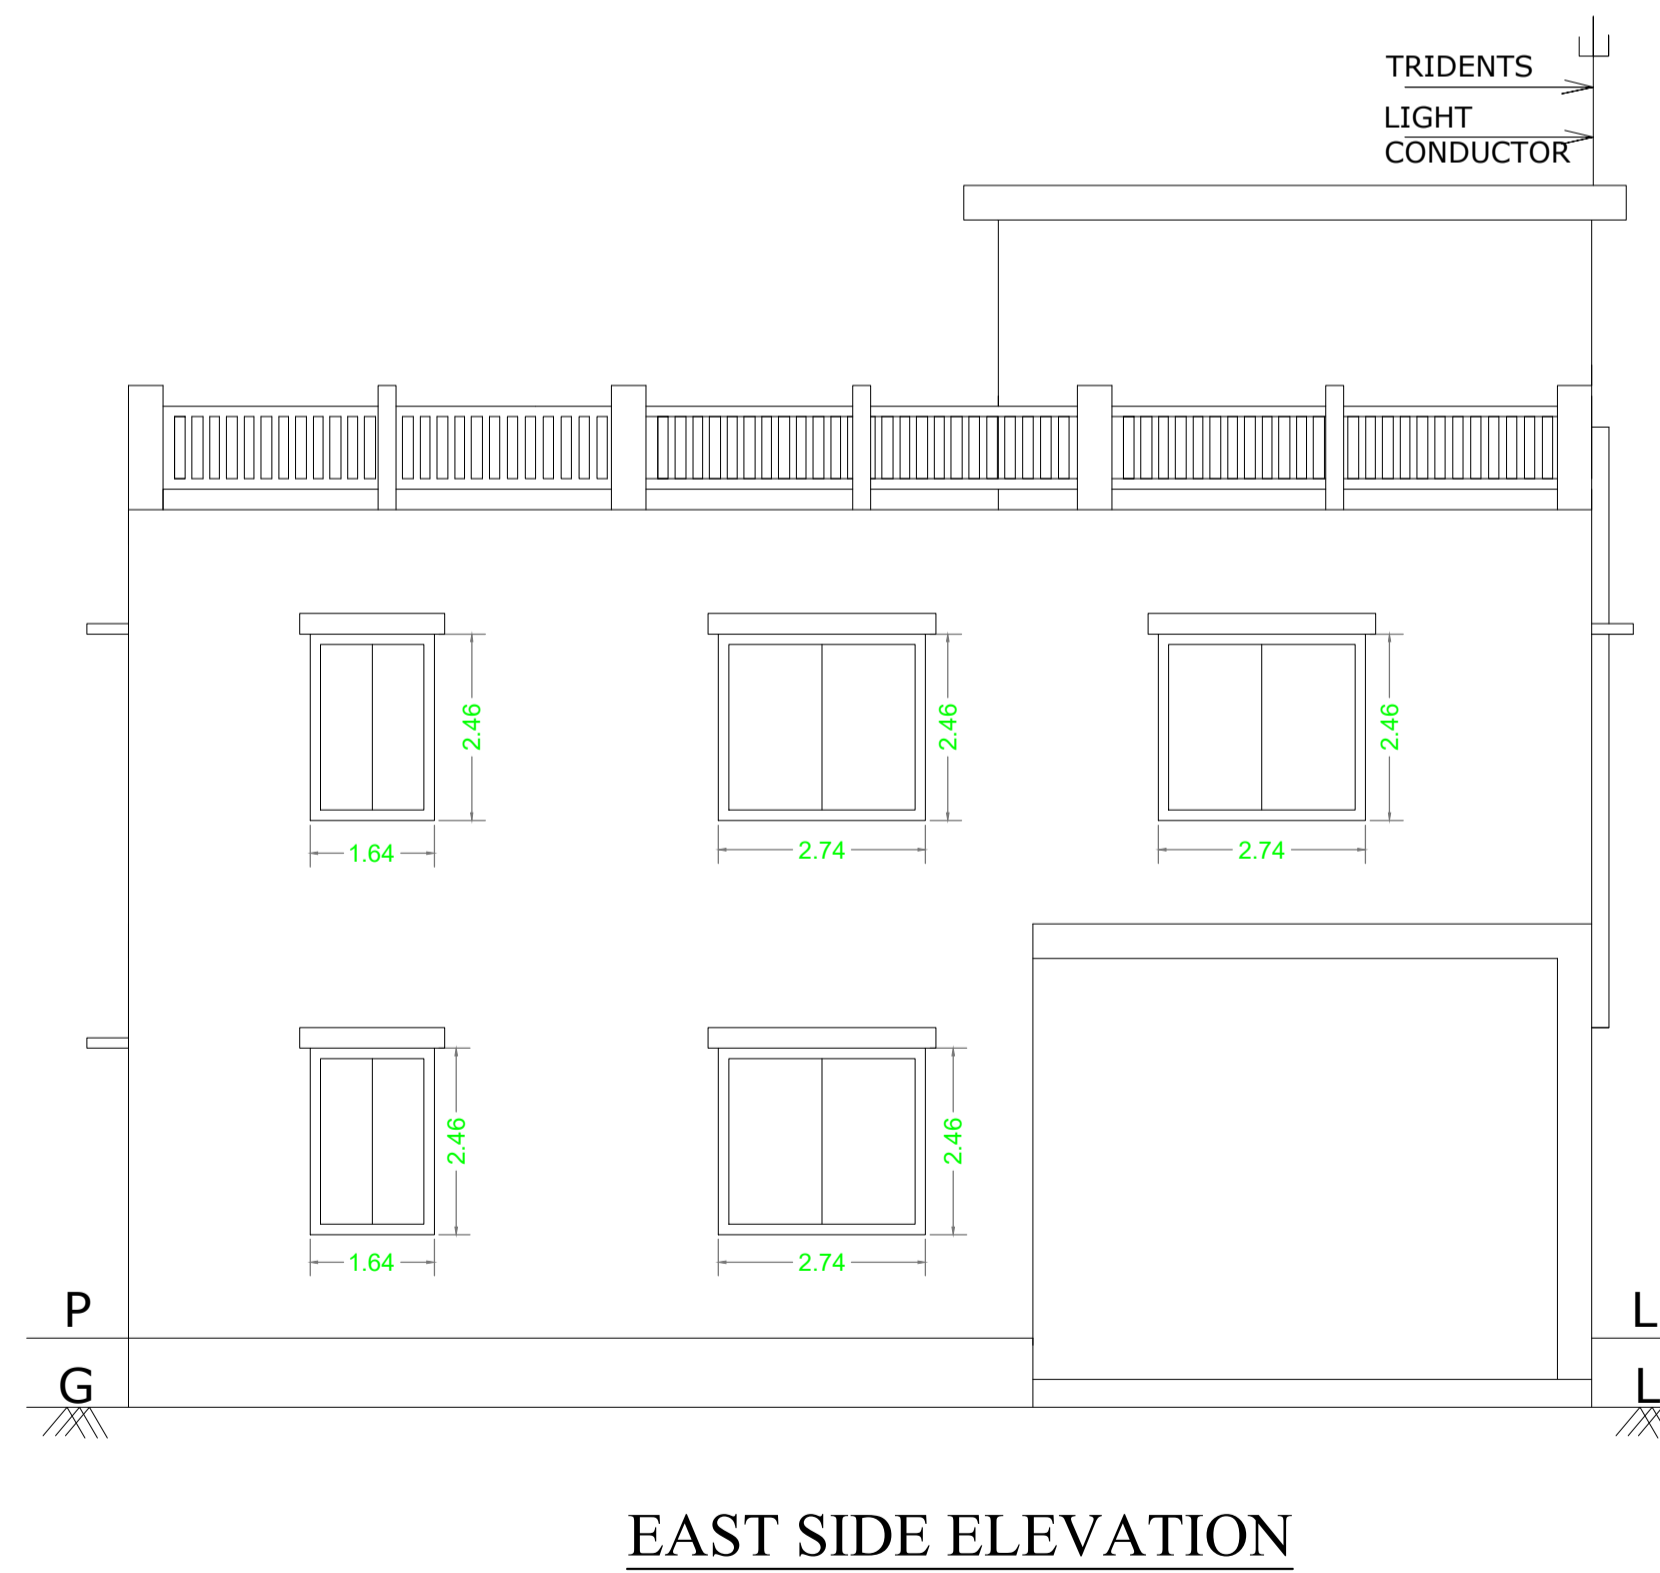 TRIDENTS
LIGHT
CONDUCTOR
2.46
2.46
2.46
1.64
2.74
2.74
2.46
2.46
1.64
2.74
P
L
G
L
EAST SIDE ELEVATION